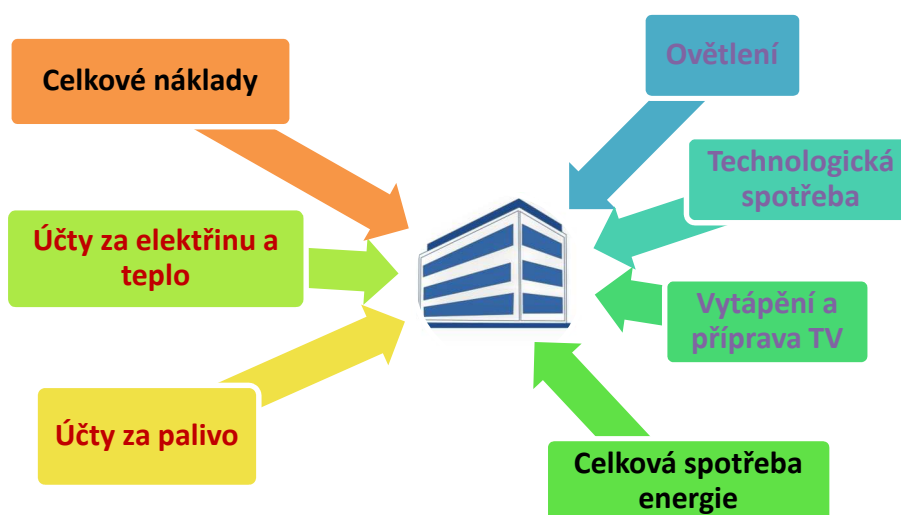 Celkové náklady
Účty za elektřinu a
teplo
Účty za palivo
Ovětlení
Technologická
spotřeba
Vytápění a
příprava TV
Celková spotřeba
energie